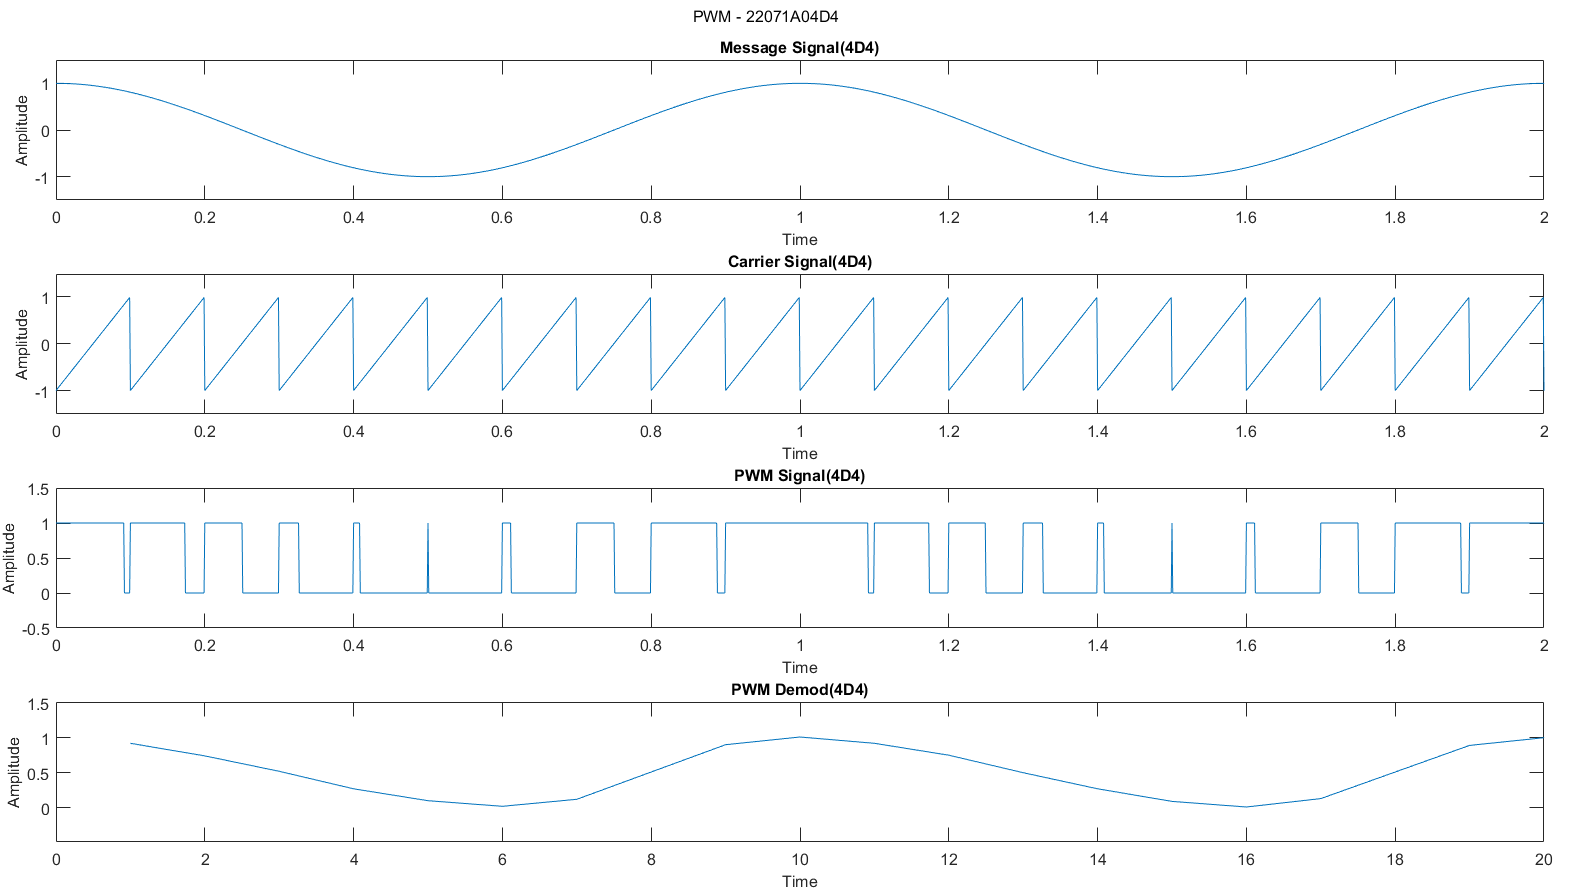 PWM - 22071A04D4
Message Signal(4D4)
Amplitude
1
0
-1
0 0.2 0.4 0.6 0.8 1 1.2 1.4 1.6 1.8 2
Time
Carrier Signal(4D4)
Amplitude
1
0
-1
0 0.2 0.4 0.6 0.8 1 1.2 1.4 1.6 1.8 2
Time
PWM Signal(4D4)
Amplitude
1.5
1
0.5
0
-0.5
0 0.2 0.4 0.6 0.8 1 1.2 1.4 1.6 1.8 2
Time
PWM Demod(4D4)
Amplitude
1.5
1
0.5
0
0 2 4 6 8 10 12 14 16 18 20
Time